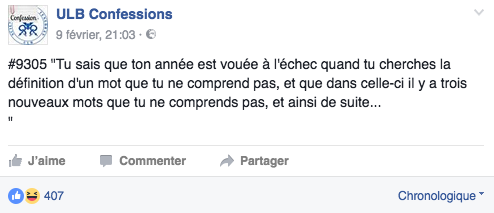 Confession
ULB Confessions
9 février, 21:03 ·
#9305 "Tu sais que ton année est vouée à l'échec quand tu cherches la
définition d'un mot que tu ne comprend pas, et que dans celle-ci il y a trois
nouveaux mots que tu ne comprends pas, et ainsi de suite...
"
J'aime Commenter Partager
407 Chronologique